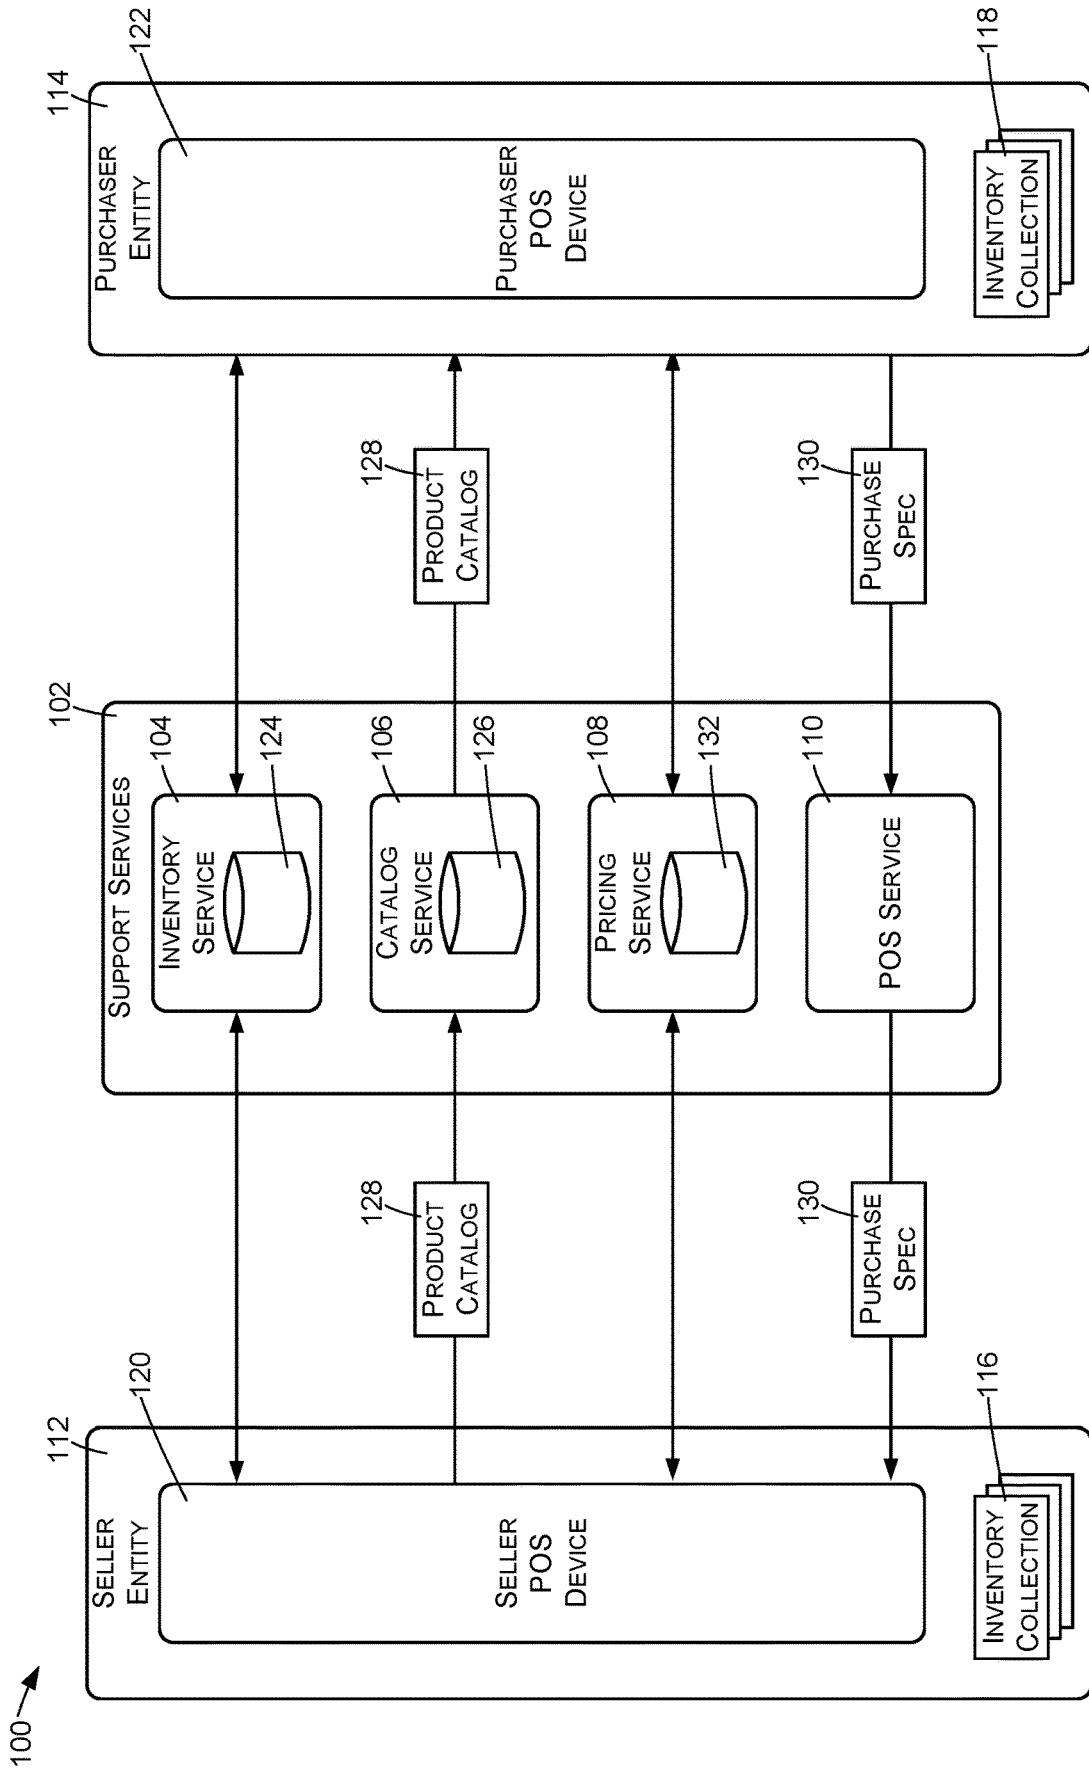 100
SELLER
ENTITY
112
120
SELLER
POS
DEVICE
INVENTORY
COLLECTION
116
128
PRODUCT
CATALOG
130
PURCHASE
SPEC
SUPPORT SERVICES
102
INVENTORY
SERVICE
104
124
CATALOG
SERVICE
106
126
PRICING
SERVICE
108
132
POS SERVICE
110
128
PRODUCT
CATALOG
130
PURCHASE
SPEC
PURCHASER
ENTITY
114
122
PURCHASER
POS
DEVICE
INVENTORY
COLLECTION
118